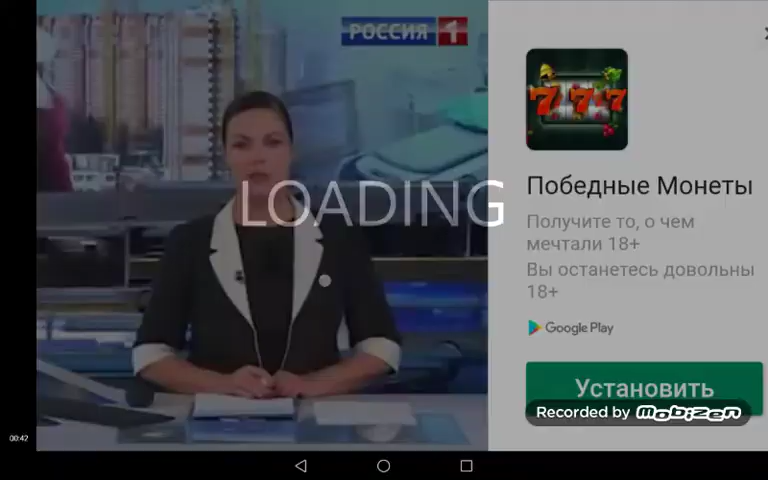 РОССИЯ 1
LOADING
Победные Монеты
Получите то, о чем
мечтали 18+
Вы останетесь довольны
18+
Google Play
Установить
Recorded by mobizen
00:42